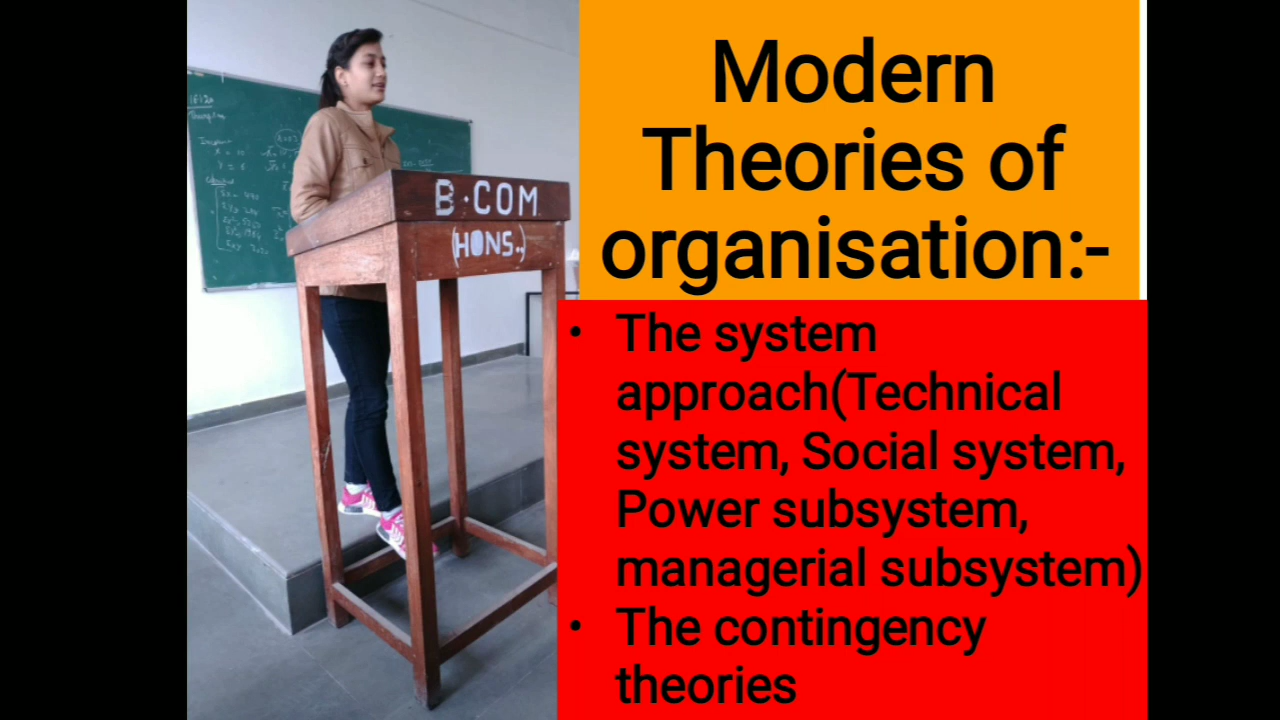 Modern
Theories of
organisation:-
• The system
approach(Technical
system, Social system,
Power subsystem,
managerial subsystem)
• The contingency
theories
B.COM
(HONS..)